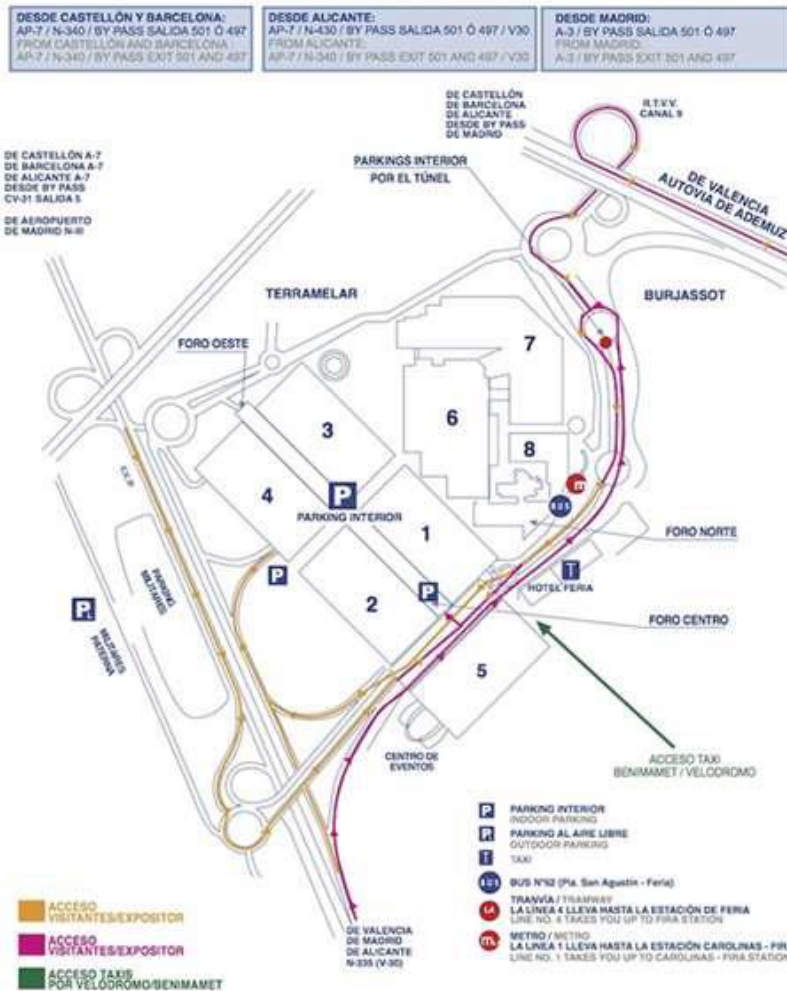 DESDE CASTELLÓN Y BARCELONA:
AP-7 / N-340 / BY PASS SALIDA 501 Ó 497
FROM CASTELLÓN AND BARCELONA :
AP-7 / N-340 / BY PASS EXIT 501 AND 497
DESDE ALICANTE:
AP-7 / N-430 / BY PASS SALIDA 501 Ó 497 / V30
FROM ALICANTE:
AP-7 / N-340 / BY PASS EXIT 501 AND 497 / V30
DESDE MADRID:
A-3 / BY PASS SALIDA 501 Ó 497
FROM MADRID:
A-3 / BY PASS EXIT 501 AND 497
DE CASTELLÓN
DE BARCELONA
DE ALICANTE
DESDE BY PASS
DE MADRID
R.T.V.V.
CANAL 9
DE CASTELLÓN A-7
DE BARCELONA A-7
DE ALICANTE A-7
DESDE BY PASS
CV-31 SALIDA 5
DE AEROPUERTO
DE MADRID N-III
PARKINGS INTERIOR
POR EL TÚNEL
DE VALENCIA
AUTOVIA DE ADEMUZ
TERRAMELAR
BURJASSOT
FORO OESTE
7
6
3
8
4
P
PARKING INTERIOR
1
m
BUS
FORO NORTE
PARKING
MILITARES
P
2
P
T
HOTEL FERIA
P
MILITARES
PATERNA
FORO CENTRO
5
CENTRO DE
EVENTOS
ACCESO TAXI
BENIMAMET / VELODROMO
P PARKING INTERIOR
INDOOR PARKING
P PARKING AL AIRE LIBRE
OUTDOOR PARKING
T TAXI
BUS BUS Nº62 (Pla. San Agustín - Feria)
TRANVÍA / TRAMWAY
LA LÍNEA 4 LLEVA HASTA LA ESTACIÓN DE FERIA
LINE NO. 4 TAKES YOU UP TO FIRA STATION
METRO / METRO
LA LINEA 1 LLEVA HASTA LA ESTACIÓN CAROLINAS - FIR
LINE NO. 1 TAKES YOU UP TO CAROLINAS - FIRA STATION
ACCESO
VISITANTES/EXPOSITOR
ACCESO
VISITANTES/EXPOSITOR
ACCESO TAXIS
POR VELODROMO/BENIMAMET
DE VALENCIA
DE MADRID
DE ALICANTE
N-335 (V-30)